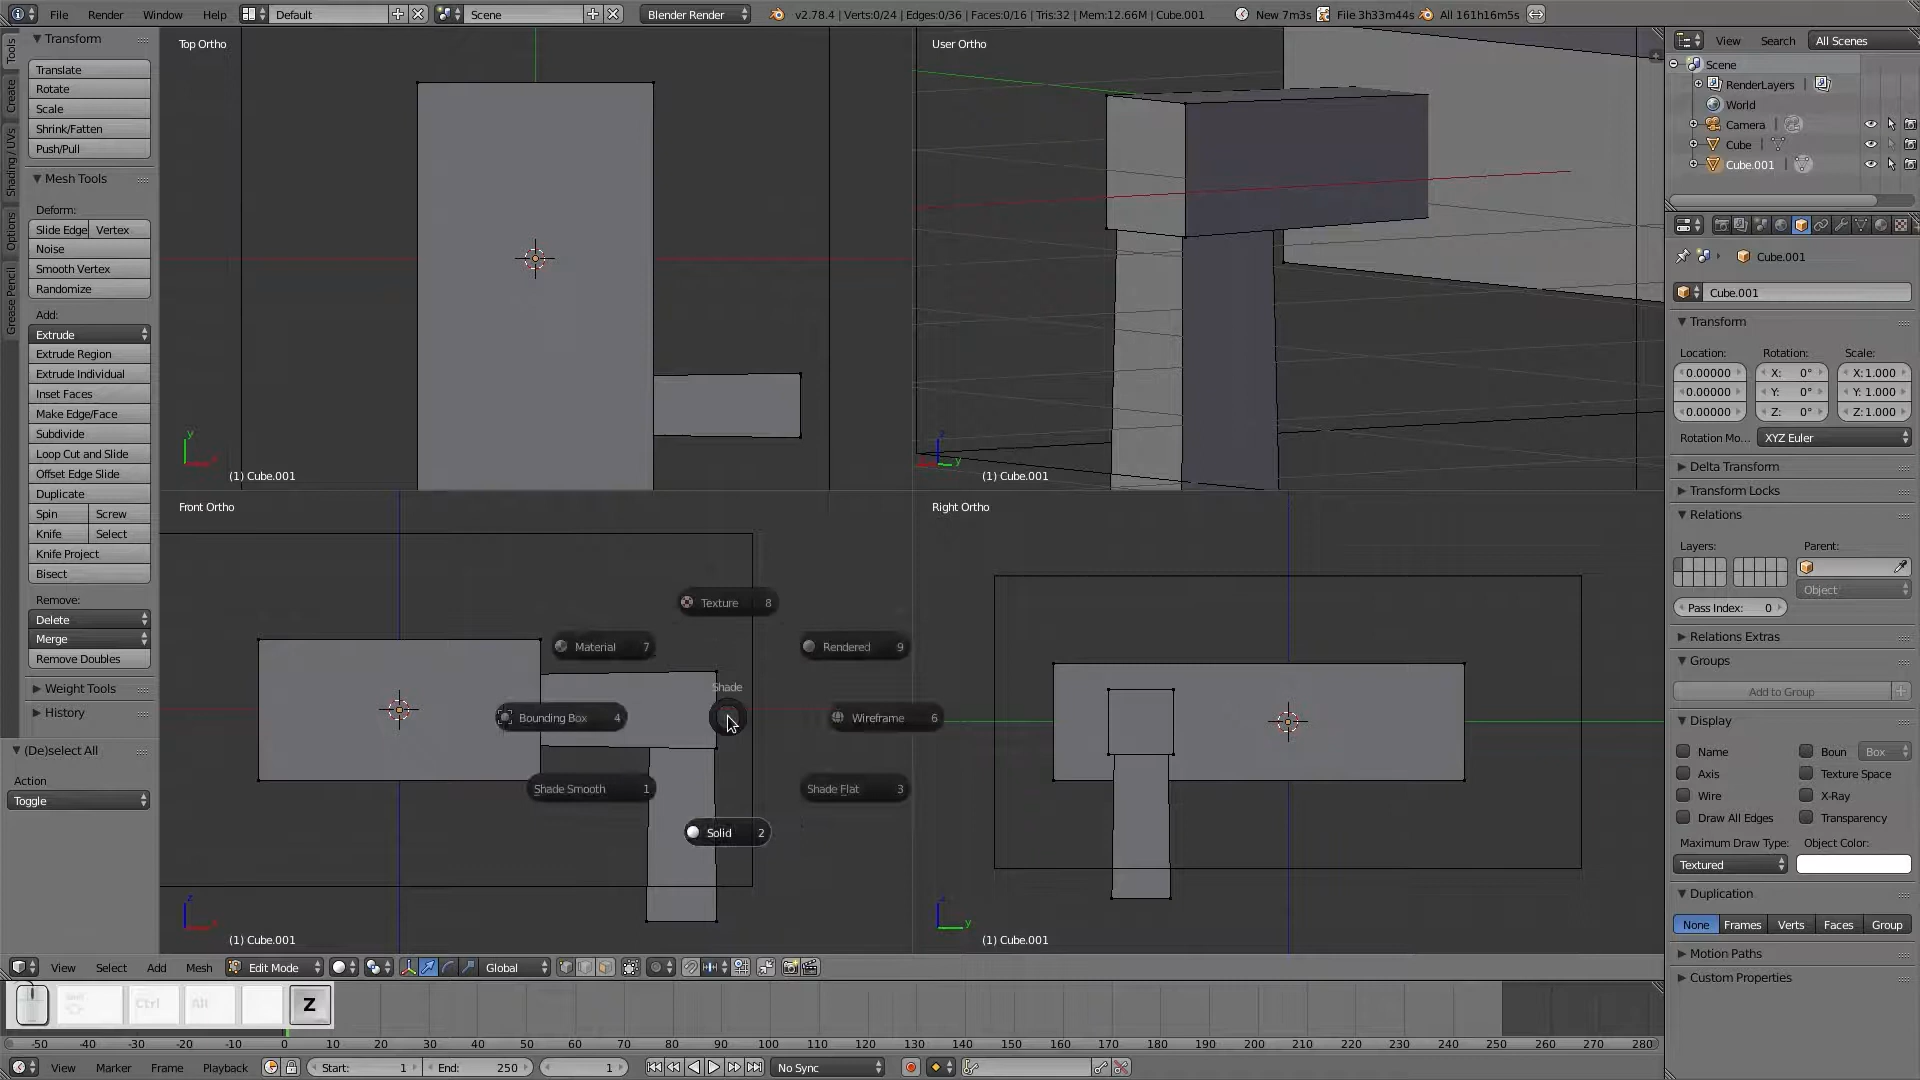 File Render Window Help Default Scene Blender Render v2.78.4 | Verts:0/24 | Edges:0/36 | Faces:0/16 | Tris:32 | Mem:12.66M | Cube.001 New 7m3s File 3h33m44s All 161h16m5s
Tools
Create
Shading / UVs
Options
Grease Pencil
Transform
Translate
Rotate
Scale
Shrink/Fatten
Push/Pull
Mesh Tools
Deform:
Slide Edge Vertex
Noise
Smooth Vertex
Randomize
Add:
Extrude
Extrude Region
Extrude Individual
Inset Faces
Make Edge/Face
Subdivide
Loop Cut and Slide
Offset Edge Slide
Duplicate
Spin Screw
Knife Select
Knife Project
Bisect
Remove:
Delete
Merge
Remove Doubles
Weight Tools
History
(De)select All
Action
Toggle
Top Ortho
y
(1) Cube.001
User Ortho
z
y
(1) Cube.001
Front Ortho
Texture 8
Material 7
Rendered 9
Shade
Bounding Box 4
Wireframe 6
Shade Smooth 1
Shade Flat 3
Solid 2
z
(1) Cube.001
Right Ortho
y
(1) Cube.001
View Search All Scenes
Scene
RenderLayers
World
Camera
Cube
Cube.001
Cube.001
Cube.001
Transform
Location: Rotation: Scale:
0.00000 X: 0° X: 1.000
0.00000 Y: 0° Y: 1.000
0.00000 Z: 0° Z: 1.000
Rotation Mo... XYZ Euler
Delta Transform
Transform Locks
Relations
Layers: Parent:
Object
Pass Index: 0
Relations Extras
Groups
Add to Group
Display
Name Boun Box
Axis Texture Space
Wire X-Ray
Draw All Edges Transparency
Maximum Draw Type: Object Color:
Textured
Duplication
None Frames Verts Faces Group
Motion Paths
Custom Properties
View Select Add Mesh Edit Mode Global
Ctrl Alt Z
-50 -40 -30 -20 -10 0 10 20 30 40 50 60 70 80 90 100 110 120 130 140 150 160 170 180 190 200 210 220 230 240 250 260 270 280
View Marker Frame Playback Start: 1 End: 250 1 No Sync